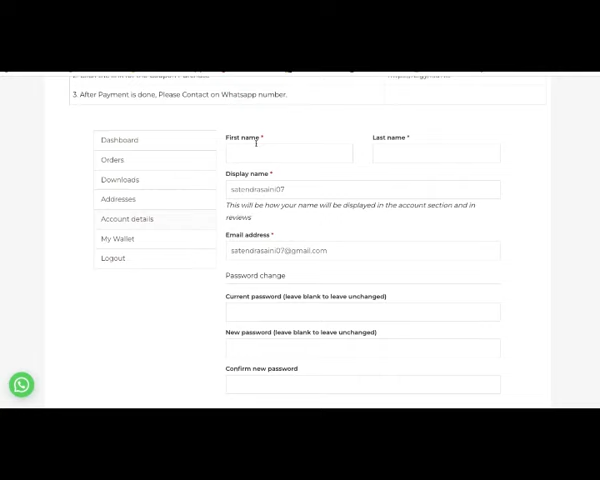 3. After Payment is done, Please Contact on Whatsapp number.
Dashboard
Orders
Downloads
Addresses
Account details
My Wallet
Logout
First name *
Last name *
Display name *
satendrasaini07
This will be how your name will be displayed in the account section and in
reviews
Email address *
satendrasaini07@gmail.com
Password change
Current password (leave blank to leave unchanged)
New password (leave blank to leave unchanged)
Confirm new password